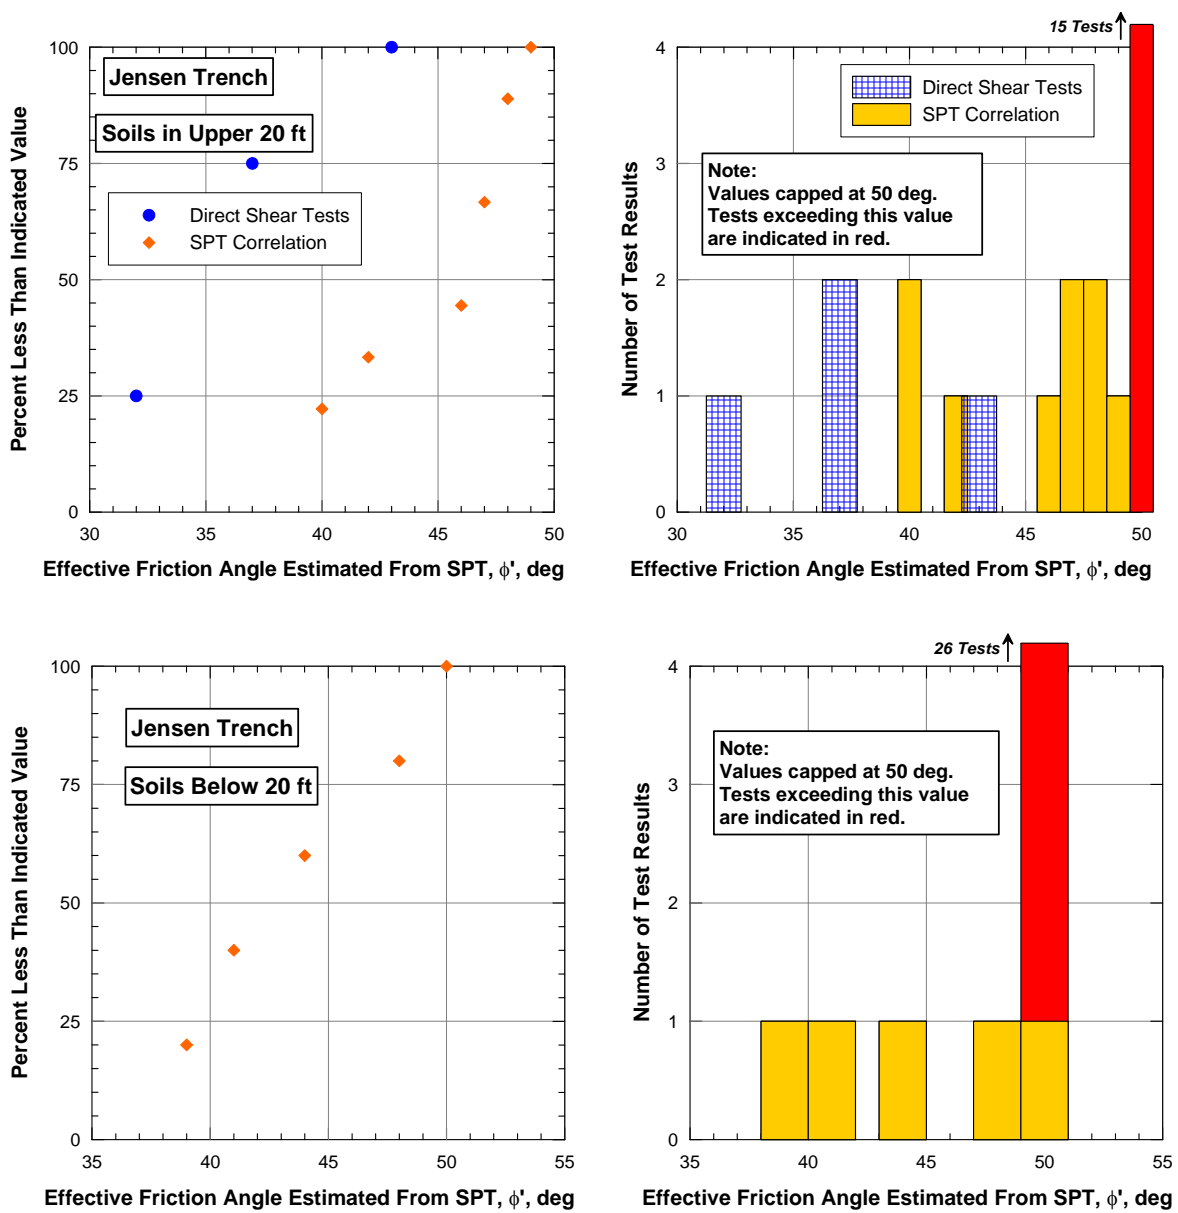 15 Tests
100
75
50
25
0
Percent Less Than Indicated Value
Jensen Trench
Soils in Upper 20 ft
Direct Shear Tests
SPT Correlation
30
35
40
45
50
Effective Friction Angle Estimated From SPT, ϕ', deg
4
3
2
1
0
Number of Test Results
Direct Shear Tests
SPT Correlation
Note:
Values capped at 50 deg.
Tests exceeding this value
are indicated in red.
30
35
40
45
50
Effective Friction Angle Estimated From SPT, ϕ', deg
100
75
50
25
0
Percent Less Than Indicated Value
Jensen Trench
Soils Below 20 ft
35
40
45
50
55
Effective Friction Angle Estimated From SPT, ϕ', deg
26 Tests
4
3
2
1
0
Number of Test Results
Note:
Values capped at 50 deg.
Tests exceeding this value
are indicated in red.
35
40
45
50
55
Effective Friction Angle Estimated From SPT, ϕ', deg